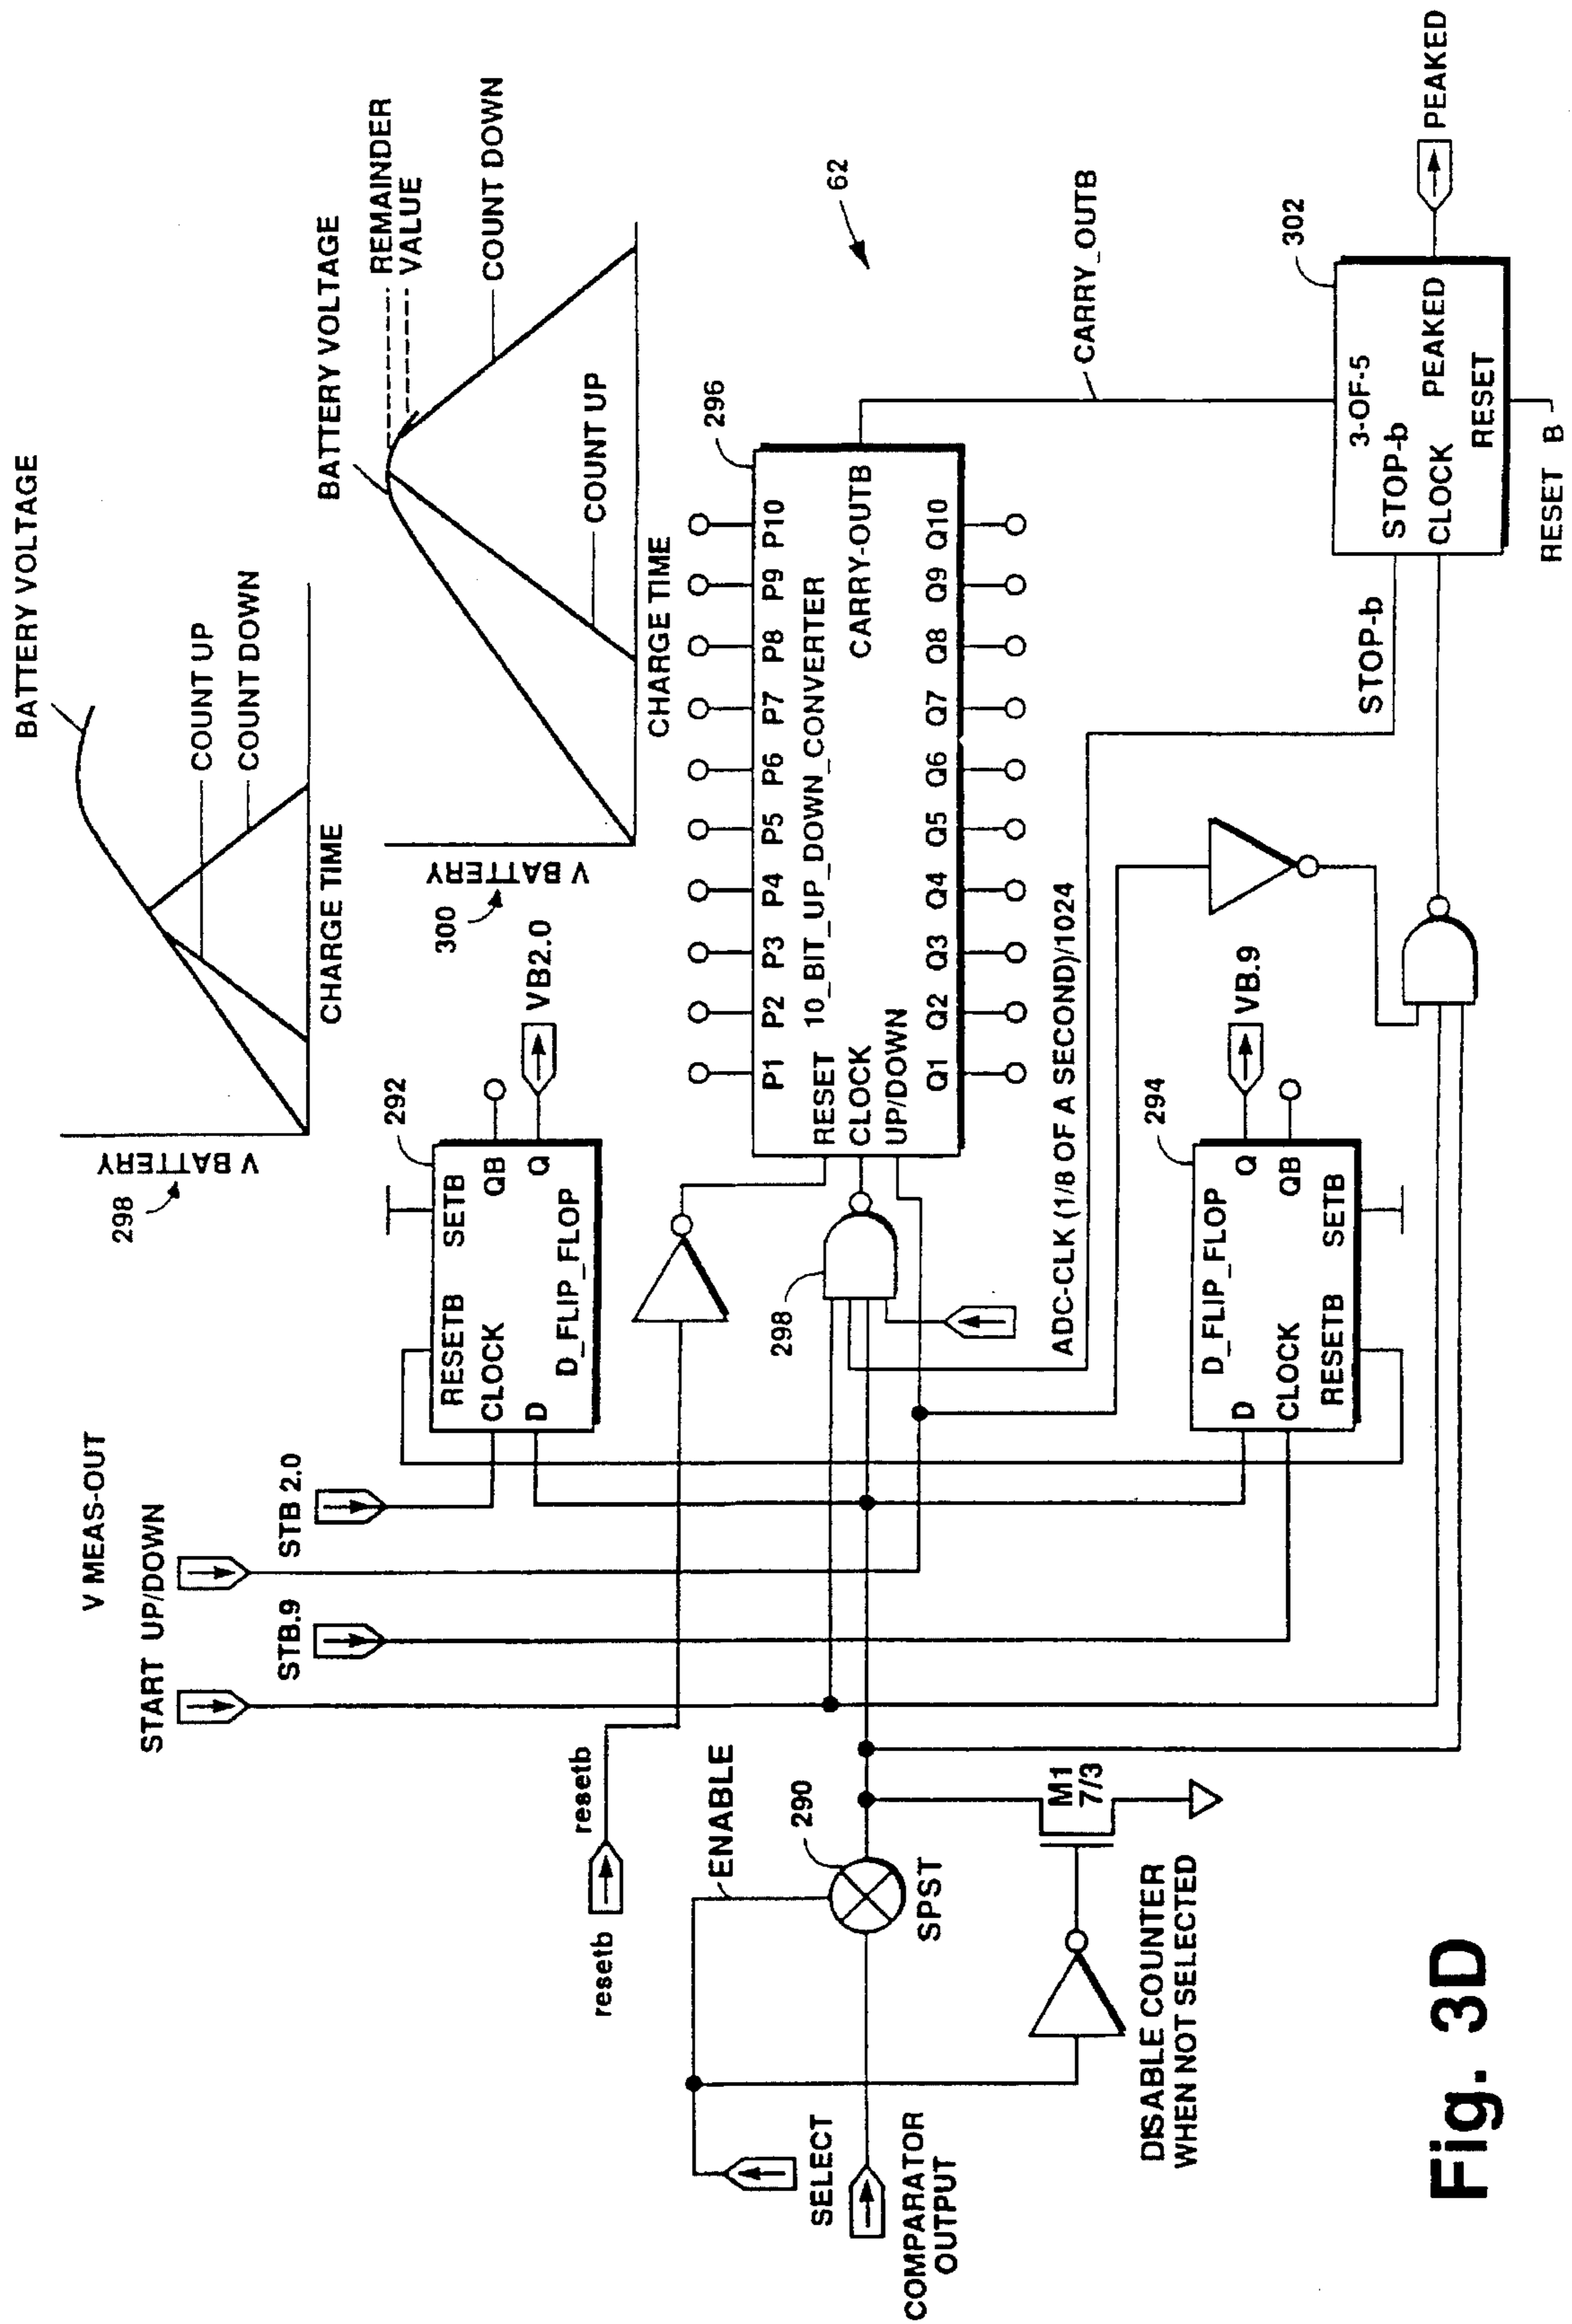 BATTERY VOLTAGE
COUNT UP
COUNT DOWN
V BATTERY
298
CHARGE TIME
BATTERY VOLTAGE
REMAINDER
VALUE
COUNT DOWN
COUNT UP
V BATTERY
300
CHARGE TIME
V MEAS-OUT
START UP/DOWN
STB.9
STB 2.0
292
RESETB SETB
CLOCK QB
D Q
D_FLIP_FLOP
VB2.0
resetb
resetb
62
296
P1 P2 P3 P4 P5 P6 P7 P8 P9 P10
10_BIT_UP_DOWN_CONVERTER
RESET
CLOCK
UP/DOWN
CARRY-OUTB
Q1 Q2 Q3 Q4 Q5 Q6 Q7 Q8 Q9 Q10
CARRY_OUTB
298
ENABLE
290
SPST
SELECT
COMPARATOR
OUTPUT
M1
7/3
DISABLE COUNTER
WHEN NOT SELECTED
ADC-CLK (1/8 OF A SECOND)/1024
294
D_FLIP_FLOP
D Q
CLOCK QB
RESETB SETB
VB.9
STOP-b
302
3-OF-5
STOP-b
CLOCK PEAKED
RESET
PEAKED
RESET B
Fig. 3D